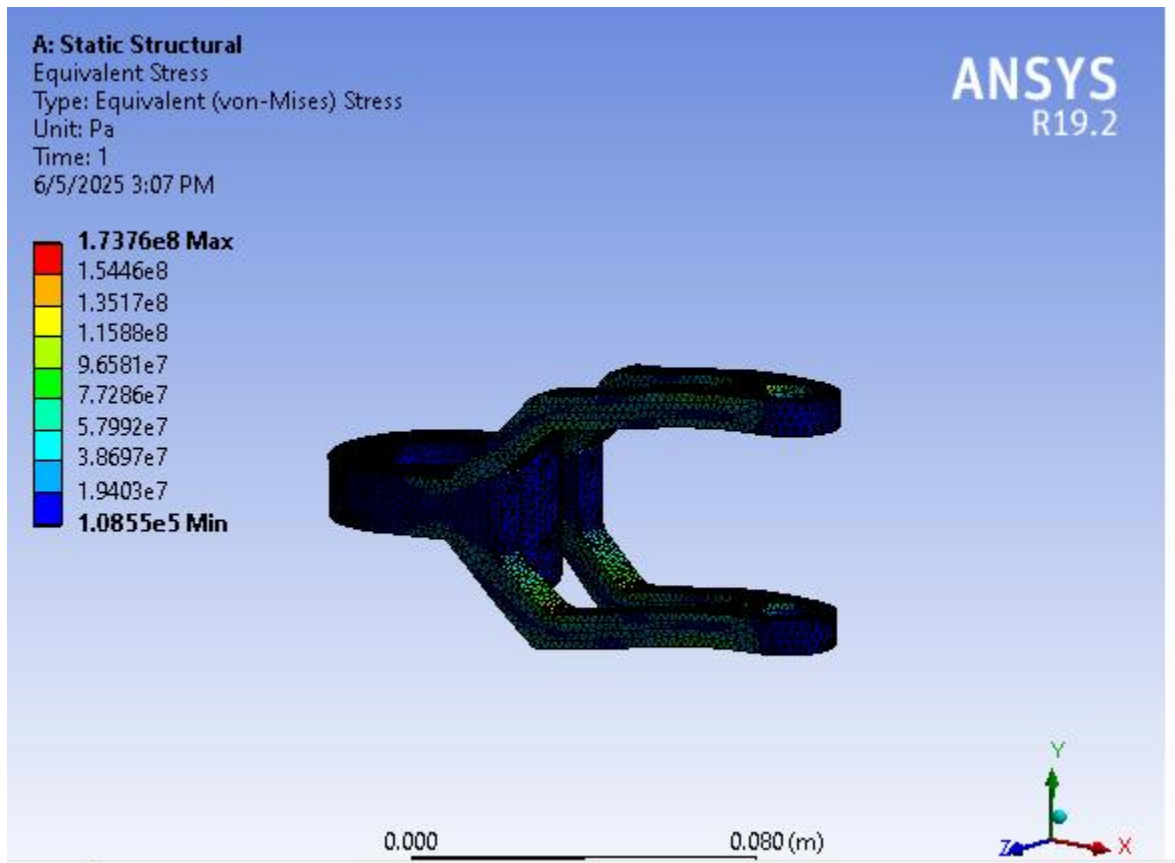 A: Static Structural
Equivalent Stress
Type: Equivalent (von-Mises) Stress
Unit: Pa
Time: 1
6/5/2025 3:07 PM
ANSYS
R19.2
1.7376e8 Max
1.5446e8
1.3517e8
1.1588e8
9.6581e7
7.7286e7
5.7992e7
3.8697e7
1.9403e7
1.0855e5 Min
0.000
0.080 (m)
Y
Z
X